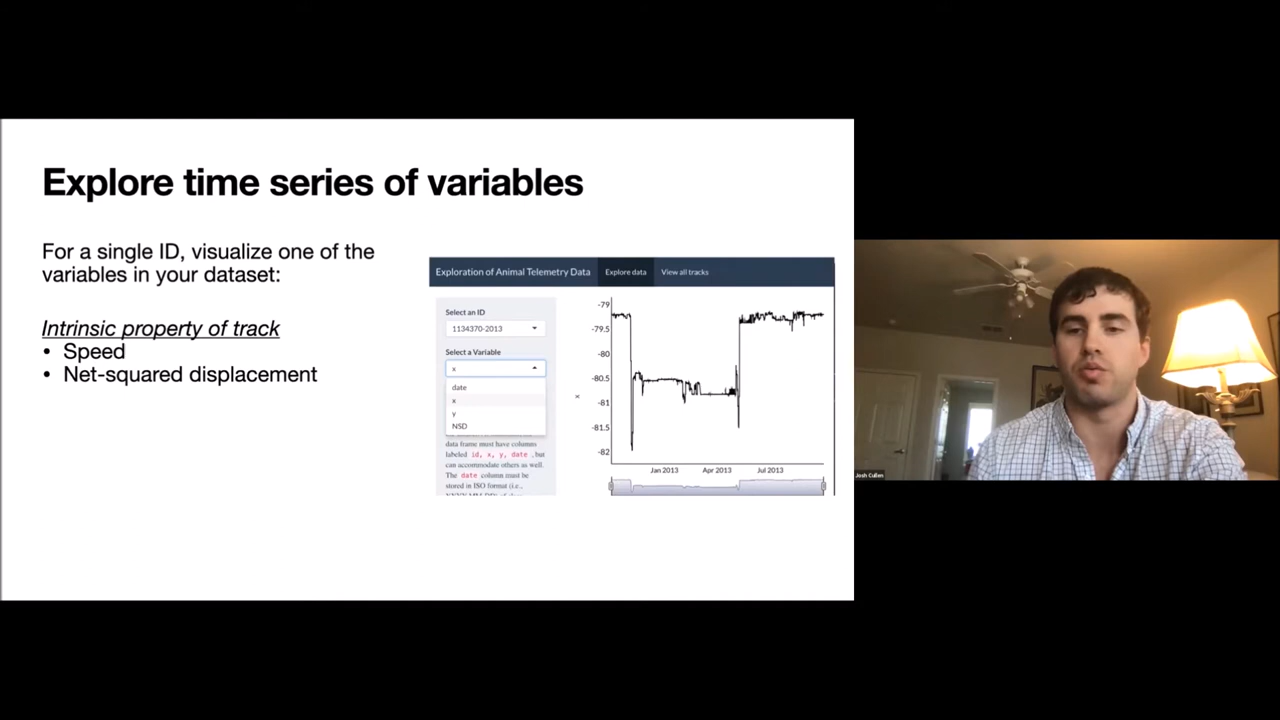 Explore time series of variables
For a single ID, visualize one of the
variables in your dataset:
Intrinsic property of track
• Speed
• Net-squared displacement
Exploration of Animal Telemetry Data
Explore data
View all tracks
Select an ID
1134370-2013
Select a Variable
x
date
x
y
NSD
data frame must have columns
labeled id, x, y, date , but
can accommodate others as well.
The date column must be
stored in ISO format (i.e.,
-79
-79.5
-80
-80.5
-81
-81.5
-82
x
Jan 2013
Apr 2013
Jul 2013
Josh Cullen